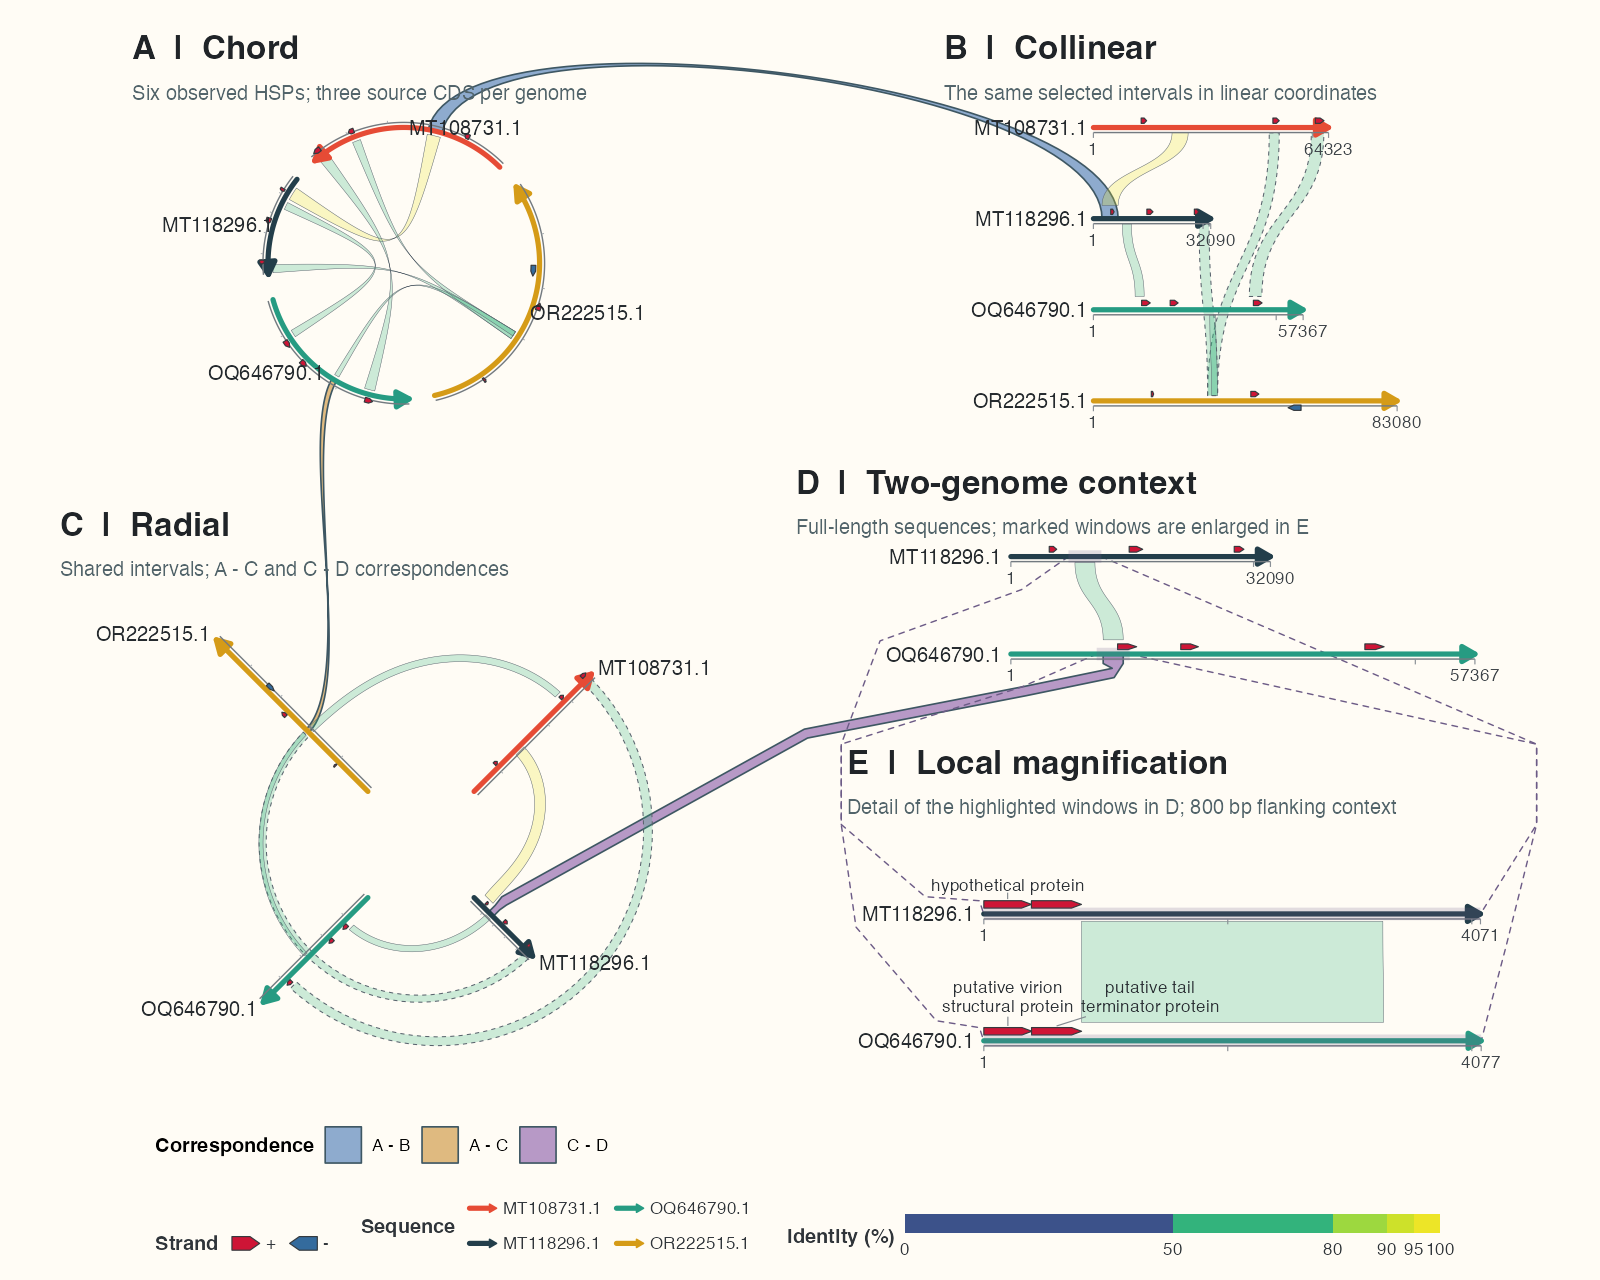 A | Chord
Six observed HSPs; three source CDS per genome
MT108731.1
MT118296.1
OR222515.1
OQ646790.1
B | Collinear
The same selected intervals in linear coordinates
MT108731.1
1
64323
MT118296.1
1
32090
OQ646790.1
1
57367
OR222515.1
1
83080
C | Radial
Shared intervals; A - C and C - D correspondences
OR222515.1
MT108731.1
MT118296.1
OQ646790.1
D | Two-genome context
Full-length sequences; marked windows are enlarged in E
MT118296.1
1
32090
OQ646790.1
1
57367
E | Local magnification
Detail of the highlighted windows in D; 800 bp flanking context
hypothetical protein
MT118296.1
1
4071
putative virion
structural protein
putative tail
terminator protein
OQ646790.1
1
4077
Correspondence
A - B
A - C
C - D
Strand
+
-
Sequence
MT108731.1
OQ646790.1
MT118296.1
OR222515.1
Identity (%)
0
50
80
90
95
100